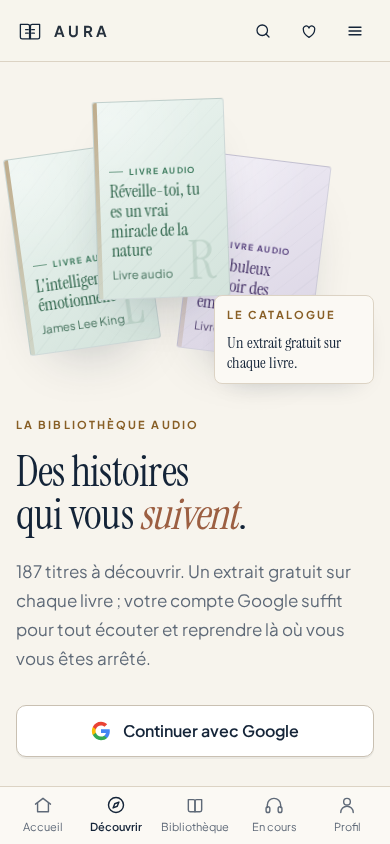 AURA
LIVRE AUDIO
Réveille-toi, tu
es un vrai
miracle de la
nature
Livre audio
R
LIVRE AU
L'intelligen
émotionne
James Lee King
L
LIVRE AUDIO
buleux
oir des
ém
Livr
LE CATALOGUE
Un extrait gratuit sur
chaque livre.
LA BIBLIOTHÈQUE AUDIO
Des histoires
qui vous suivent.
187 titres à découvrir. Un extrait gratuit sur
chaque livre ; votre compte Google suffit
pour tout écouter et reprendre là où vous
vous êtes arrêté.
Continuer avec Google
Accueil
Découvrir
Bibliothèque
En cours
Profil